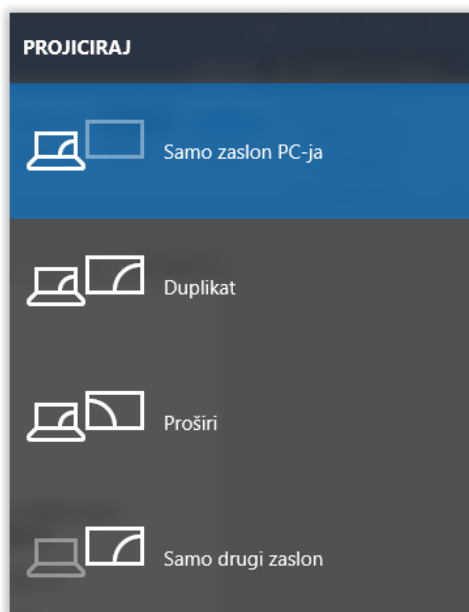 PROJICIRAJ
Samo zaslon PC-ja
Duplikat
Proširi
Samo drugi zaslon